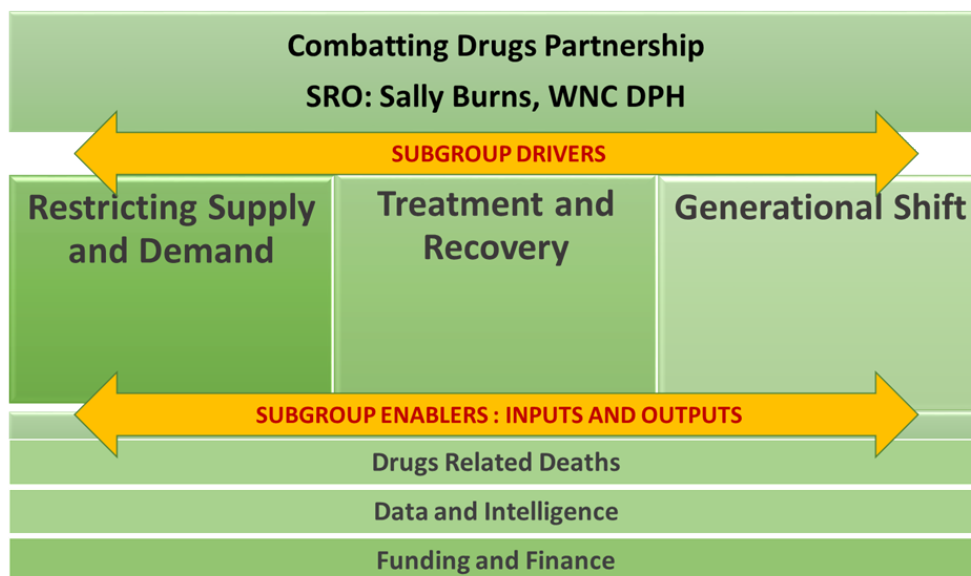 Combatting Drugs Partnership
SRO: Sally Burns, WNC DPH
SUBGROUP DRIVERS
Restricting Supply
and Demand
Treatment and
Recovery
Generational Shift
SUBGROUP ENABLERS : INPUTS AND OUTPUTS
Drugs Related Deaths
Data and Intelligence
Funding and Finance